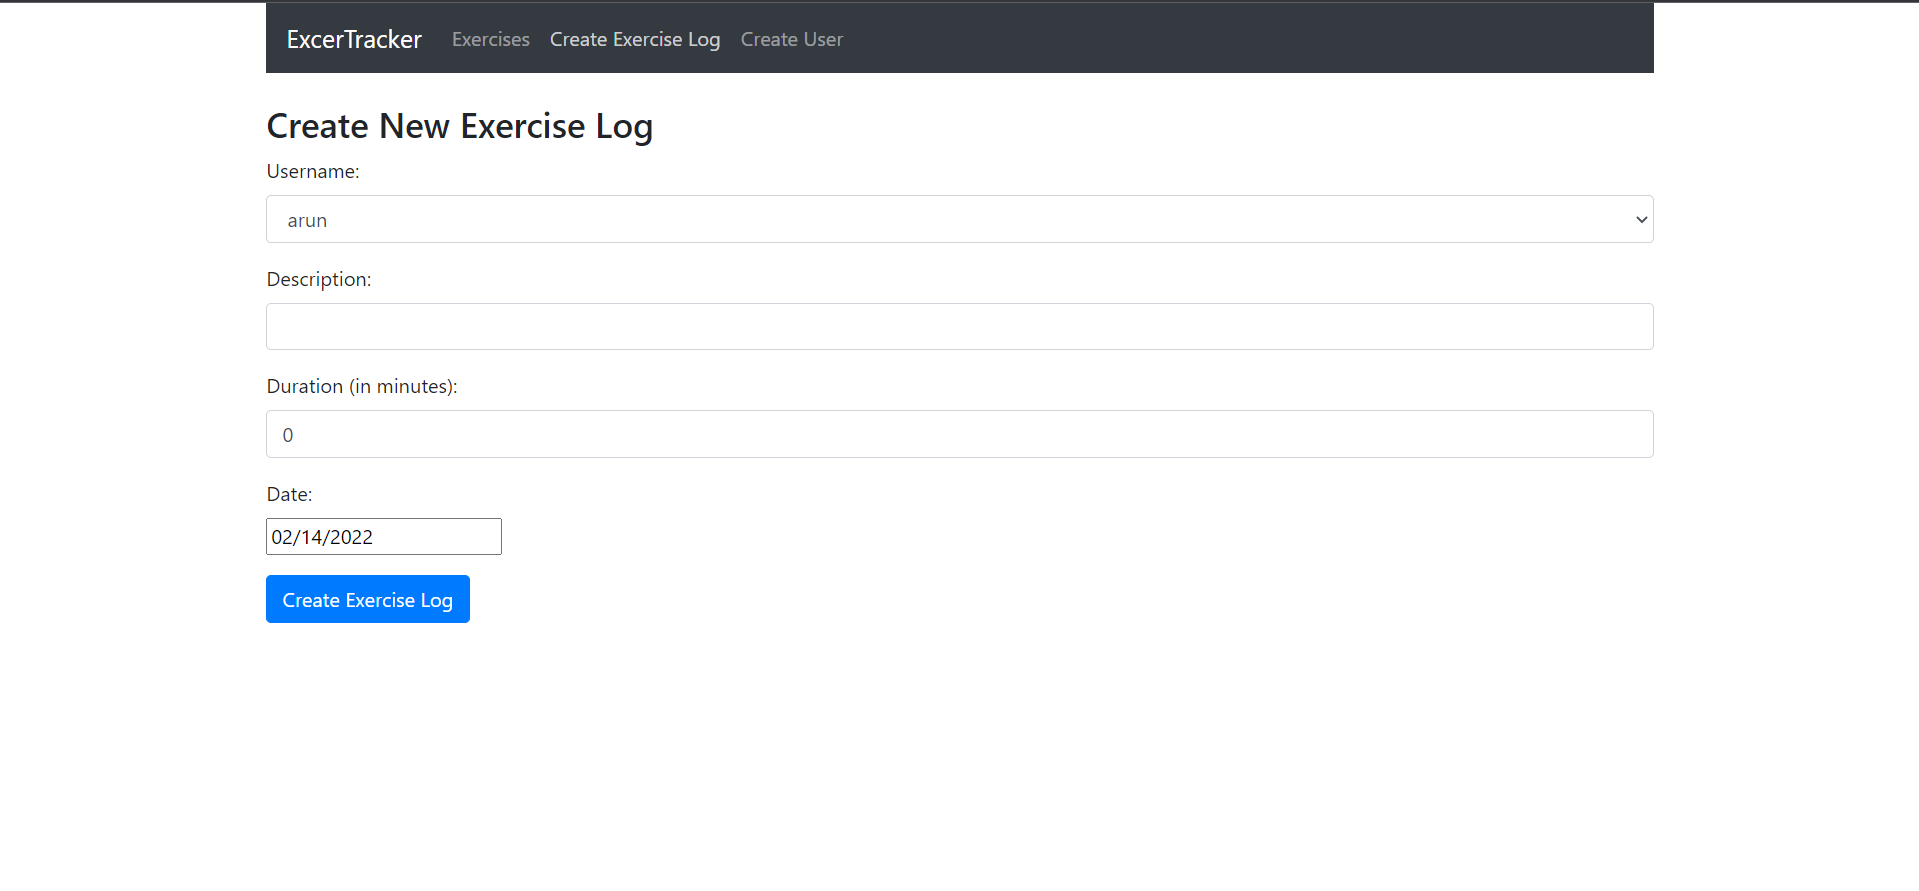 ExcerTracker Exercises Create Exercise Log Create User
Create New Exercise Log
Username:
arun
Description:
Duration (in minutes):
0
Date:
02/14/2022
Create Exercise Log